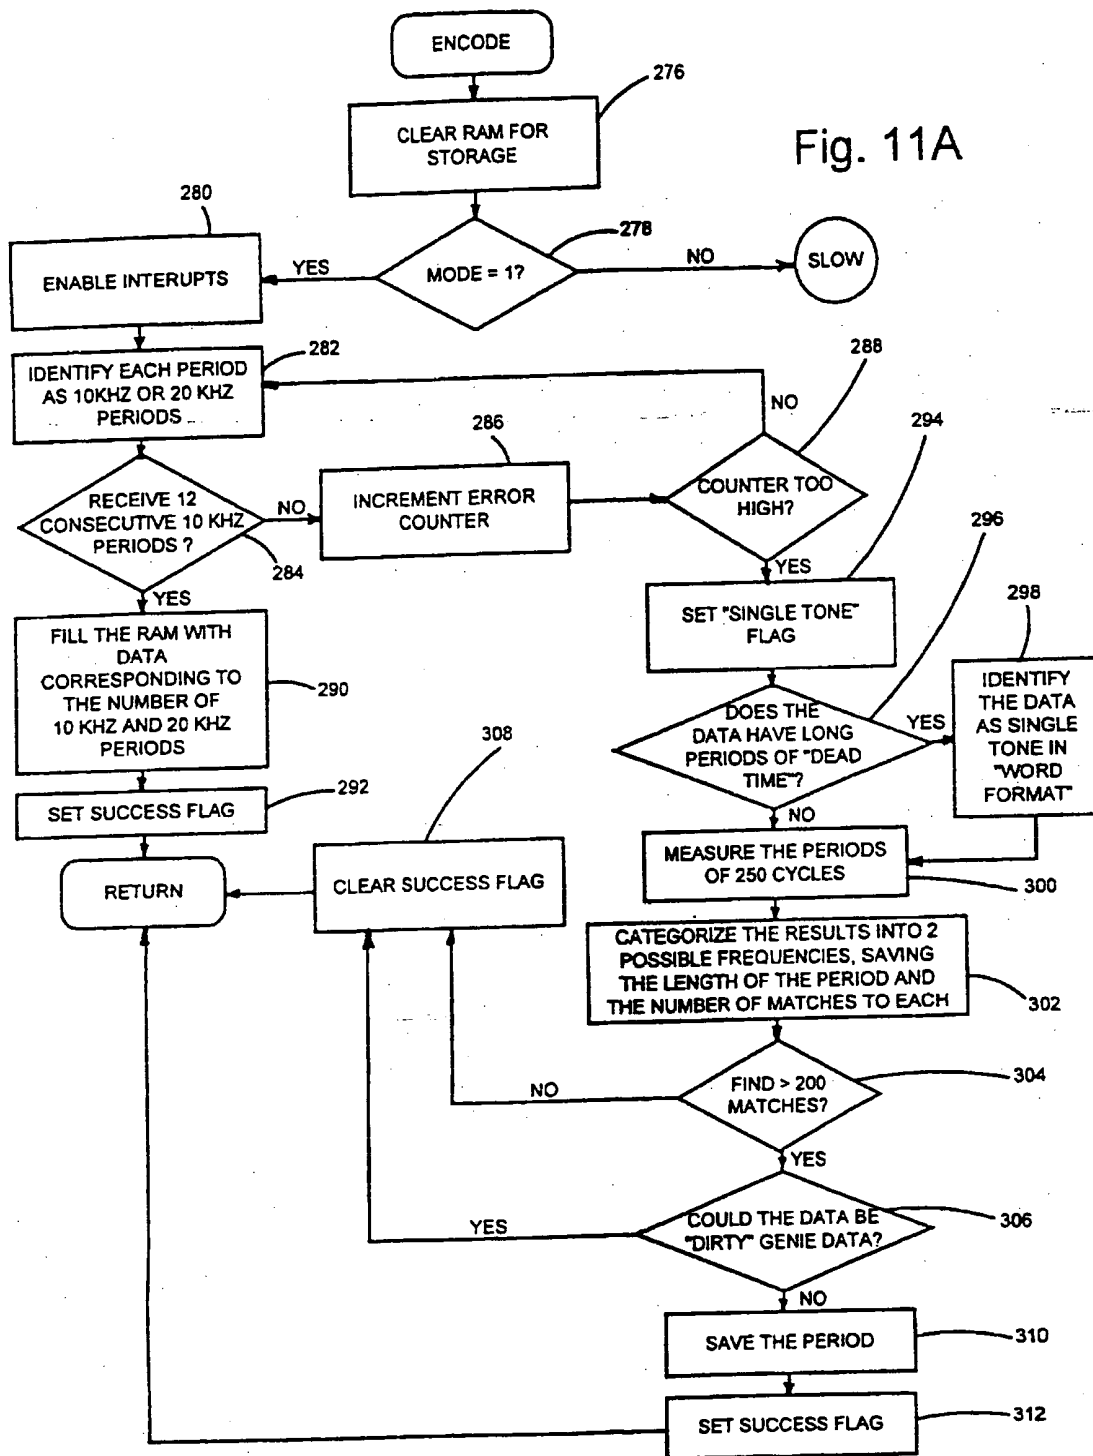 ENCODE
276
CLEAR RAM FOR
STORAGE
Fig. 11A
280
278
ENABLE INTERUPTS
YES
MODE = 1?
NO
SLOW
282
IDENTIFY EACH PERIOD
AS 10KHZ OR 20 KHZ
PERIODS
288
NO
286
294
RECEIVE 12
CONSECUTIVE 10 KHZ
PERIODS ?
NO
INCREMENT ERROR
COUNTER
COUNTER TOO
HIGH?
284
296
YES
YES
FILL THE RAM WITH
DATA
CORRESPONDING TO
THE NUMBER OF
10 KHZ AND 20 KHZ
PERIODS
290
SET "SINGLE TONE"
FLAG
298
IDENTIFY
THE DATA
AS SINGLE
TONE IN
"WORD
FORMAT"
DOES THE
DATA HAVE LONG
PERIODS OF "DEAD
TIME"?
YES
308
292
SET SUCCESS FLAG
NO
RETURN
CLEAR SUCCESS FLAG
MEASURE THE PERIODS
OF 250 CYCLES
300
CATEGORIZE THE RESULTS INTO 2
POSSIBLE FREQUENCIES, SAVING
THE LENGTH OF THE PERIOD AND
THE NUMBER OF MATCHES TO EACH
302
NO
FIND > 200
MATCHES?
304
YES
YES
COULD THE DATA BE
"DIRTY" GENIE DATA?
306
NO
SAVE THE PERIOD
310
SET SUCCESS FLAG
312